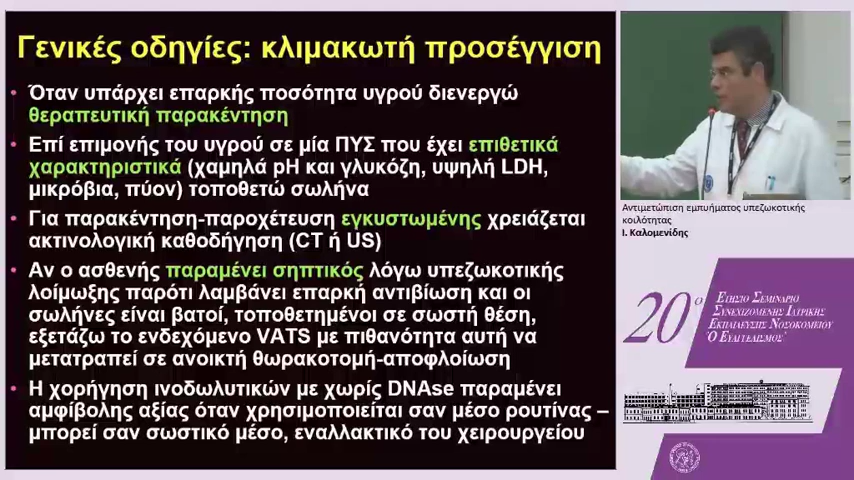 Γενικές οδηγίες: κλιμακωτή προσέγγιση
• Όταν υπάρχει επαρκής ποσότητα υγρού διενεργώ
θεραπευτική παρακέντηση
• Επί επιμονής του υγρού σε μία ΠΥΣ που έχει επιθετικά
χαρακτηριστικά (χαμηλά pH και γλυκόζη, υψηλή LDH,
μικρόβια, πύον) τοποθετώ σωλήνα
• Για παρακέντηση-παροχέτευση εγκυστωμένης χρειάζεται
ακτινολογική καθοδήγηση (CT ή US)
• Αν ο ασθενής παραμένει σηπτικός λόγω υπεζωκοτικής
λοίμωξης παρότι λαμβάνει επαρκή αντιβίωση και οι
σωλήνες είναι βατοί, τοποθετημένοι σε σωστή θέση,
εξετάζω το ενδεχόμενο VATS με πιθανότητα αυτή να
μετατραπεί σε ανοικτή θωρακοτομή-αποφλοίωση
• Η χορήγηση ινοδωλυτικών με χωρίς DNAse παραμένει
αμφίβολης αξίας όταν χρησιμοποιείται σαν μέσο ρουτίνας –
μπορεί σαν σωστικό μέσο, εναλλακτικό του χειρουργείου
Αντιμετώπιση εμπυήματος υπεζωκοτικής
κοιλότητας
Ι. Καλομενίδης
20ο
Ετήσιο Σεμινάριο
Συνεχιζόμενης Ιατρικής
Εκπαίδευσης Νοσοκομείου
'Ο Ευαγγελισμός'